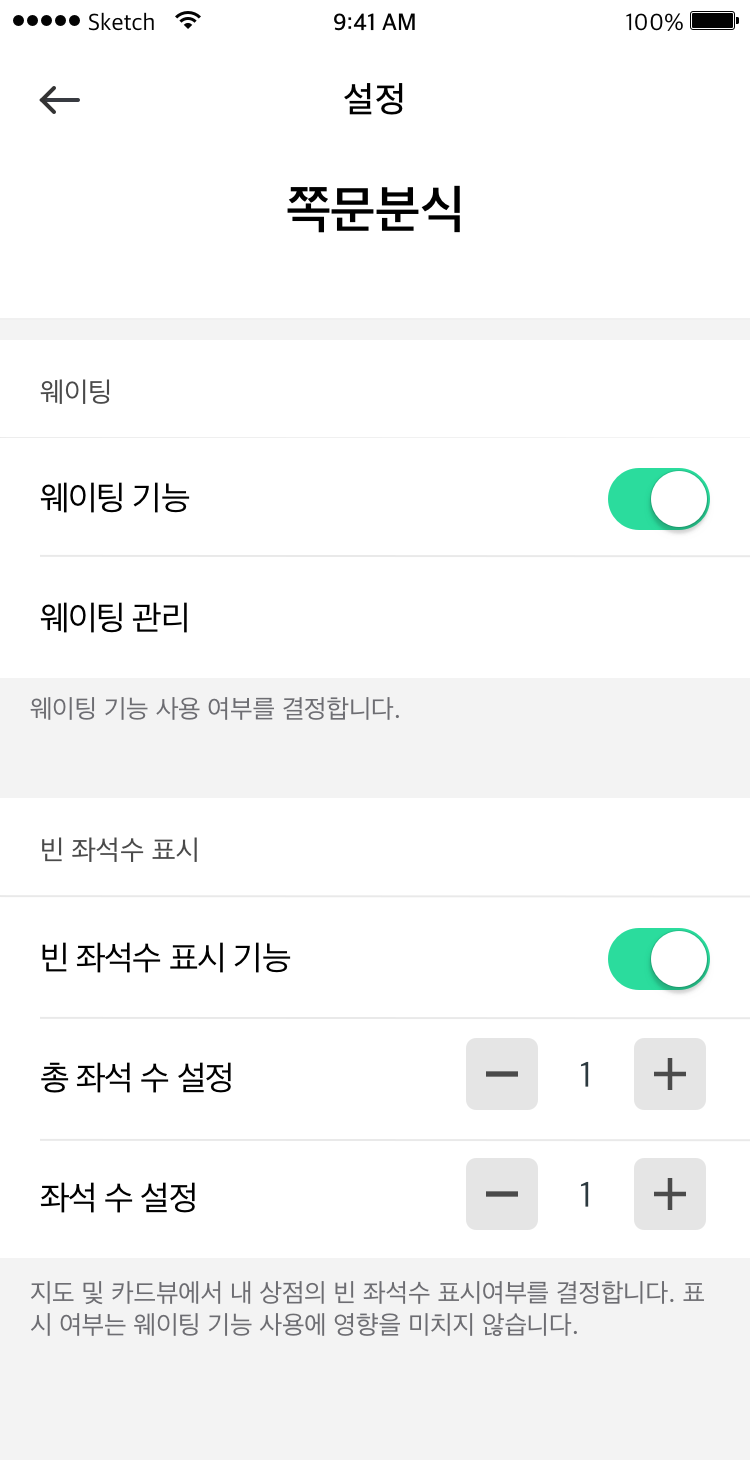 Sketch 9:41 AM 100%
설정
쪽문분식
웨이팅
웨이팅 기능
웨이팅 관리
웨이팅 기능 사용 여부를 결정합니다.
빈 좌석수 표시
빈 좌석수 표시 기능
총 좌석 수 설정 1
좌석 수 설정 1
지도 및 카드뷰에서 내 상점의 빈 좌석수 표시여부를 결정합니다. 표
시 여부는 웨이팅 기능 사용에 영향을 미치지 않습니다.